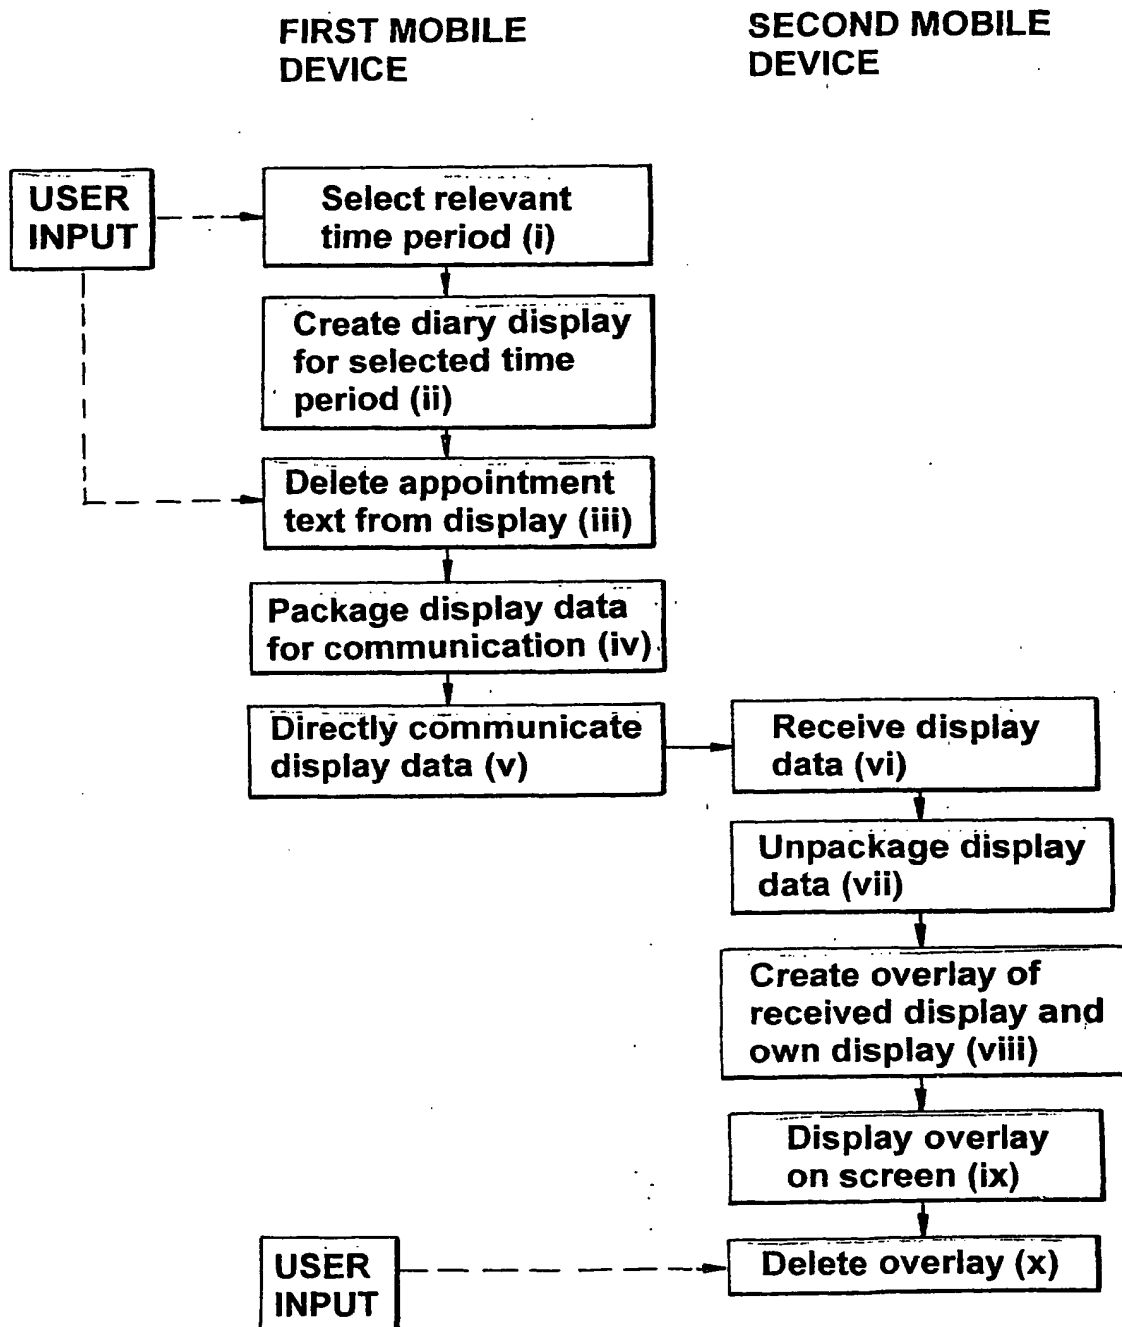 FIRST MOBILE
DEVICE
SECOND MOBILE
DEVICE
USER
INPUT
Select relevant
time period (i)
Create diary display
for selected time
period (ii)
Delete appointment
text from display (iii)
Package display data
for communication (iv)
Directly communicate
display data (v)
Receive display
data (vi)
Unpackage display
data (vii)
Create overlay of
received display and
own display (viii)
Display overlay
on screen (ix)
Delete overlay (x)
USER
INPUT